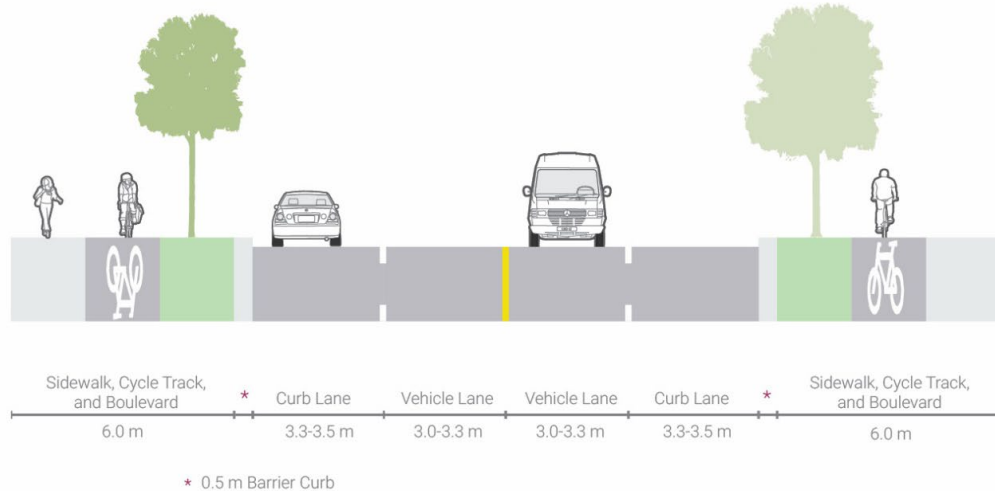 Sidewalk, Cycle Track,
and Boulevard
6.0 m
*
Curb Lane
3.3-3.5 m
Vehicle Lane
3.0-3.3 m
Vehicle Lane
3.0-3.3 m
Curb Lane
3.3-3.5 m
*
Sidewalk, Cycle Track,
and Boulevard
6.0 m
* 0.5 m Barrier Curb